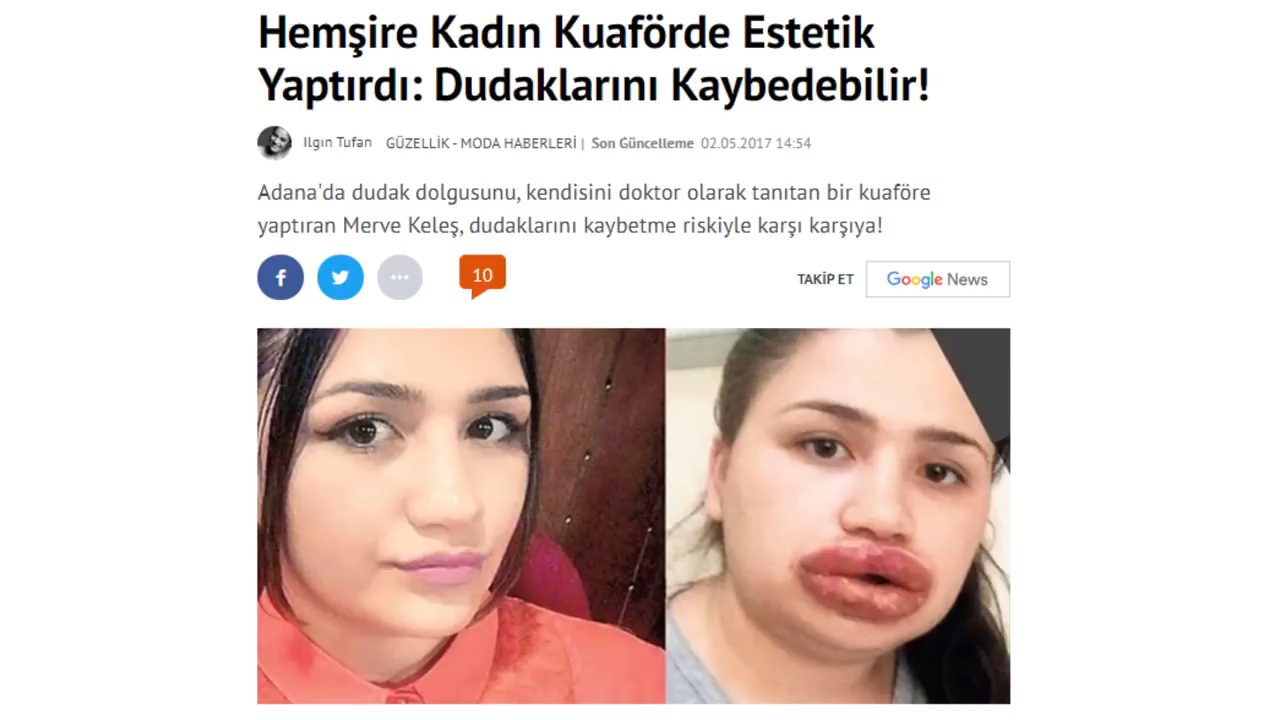 Hemşire Kadın Kuaförde Estetik
Yaptırdı: Dudaklarını Kaybedebilir!
Ilgın Tufan GÜZELLİK - MODA HABERLERİ | Son Güncelleme 02.05.2017 14:54
Adana'da dudak dolgusunu, kendisini doktor olarak tanıtan bir kuaföre
yaptıran Merve Keleş, dudaklarını kaybetme riskiyle karşı karşıya!
f 10 TAKİP ET Google News